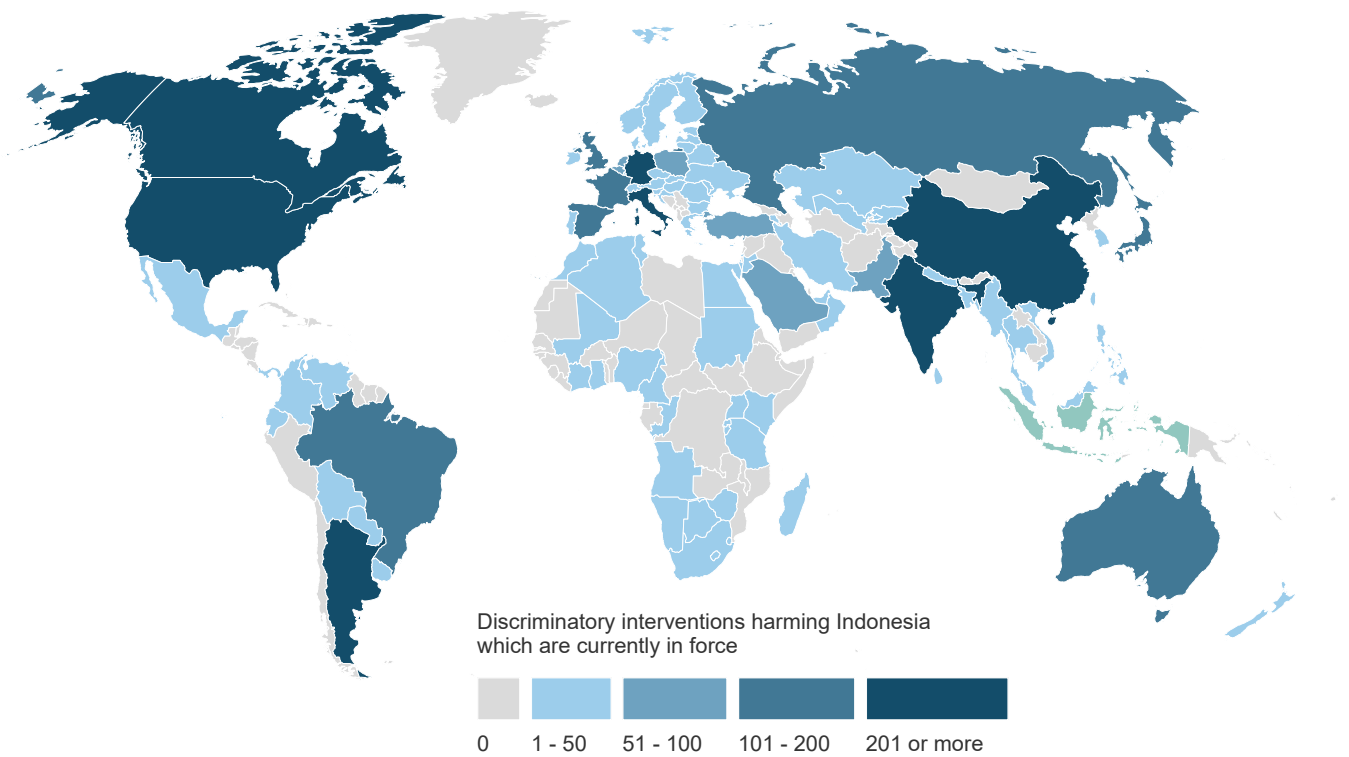 Discriminatory interventions harming Indonesia
which are currently in force
0
1 - 50
51 - 100
101 - 200
201 or more